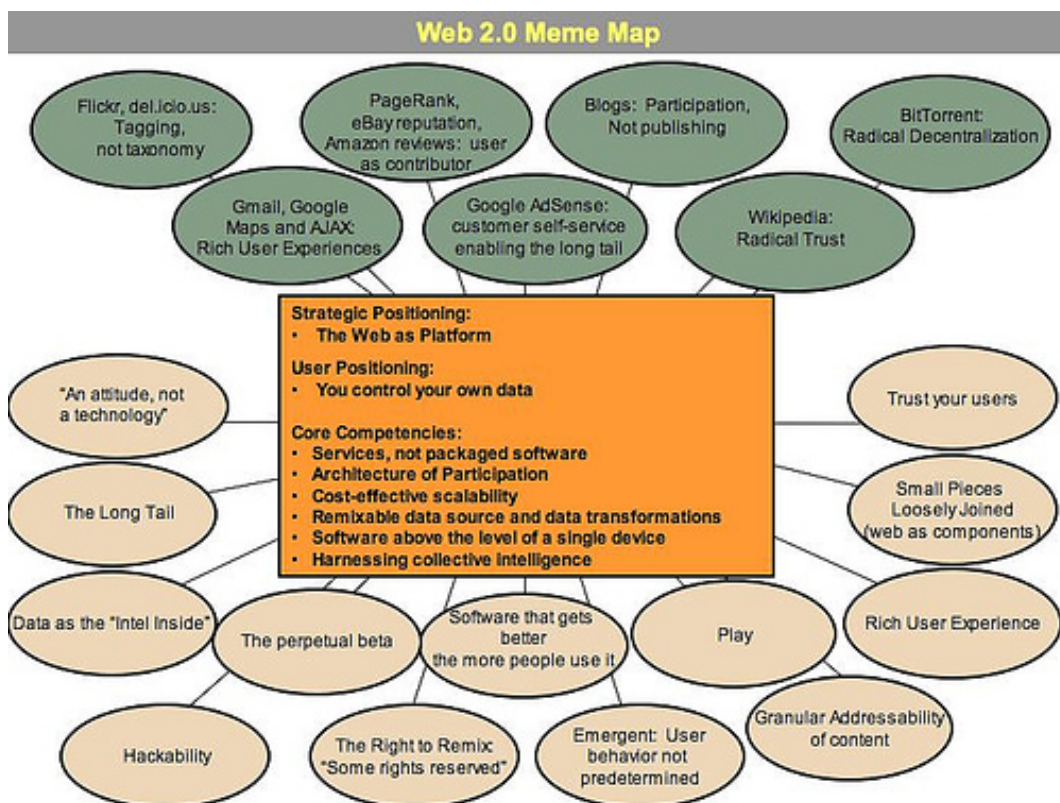 Web 2.0 Meme Map
Flickr, del.icio.us:
Tagging,
not taxonomy
PageRank,
eBay reputation,
Amazon reviews: user
as contributor
Blogs: Participation,
Not publishing
BitTorrent:
Radical Decentralization
Gmail, Google
Maps and AJAX:
Rich User Experiences
Google AdSense:
customer self-service
enabling the long tail
Wikipedia:
Radical Trust
Strategic Positioning:
• The Web as Platform
User Positioning:
• You control your own data
Core Competencies:
• Services, not packaged software
• Architecture of Participation
• Cost-effective scalability
• Remixable data source and data transformations
• Software above the level of a single device
• Harnessing collective intelligence
"An attitude, not
a technology"
Trust your users
The Long Tail
Small Pieces
Loosely Joined
(web as components)
Data as the "Intel Inside"
The perpetual beta
Software that gets
better
the more people use it
Play
Rich User Experience
Hackability
The Right to Remix:
"Some rights reserved"
Emergent: User
behavior not
predetermined
Granular Addressability
of content